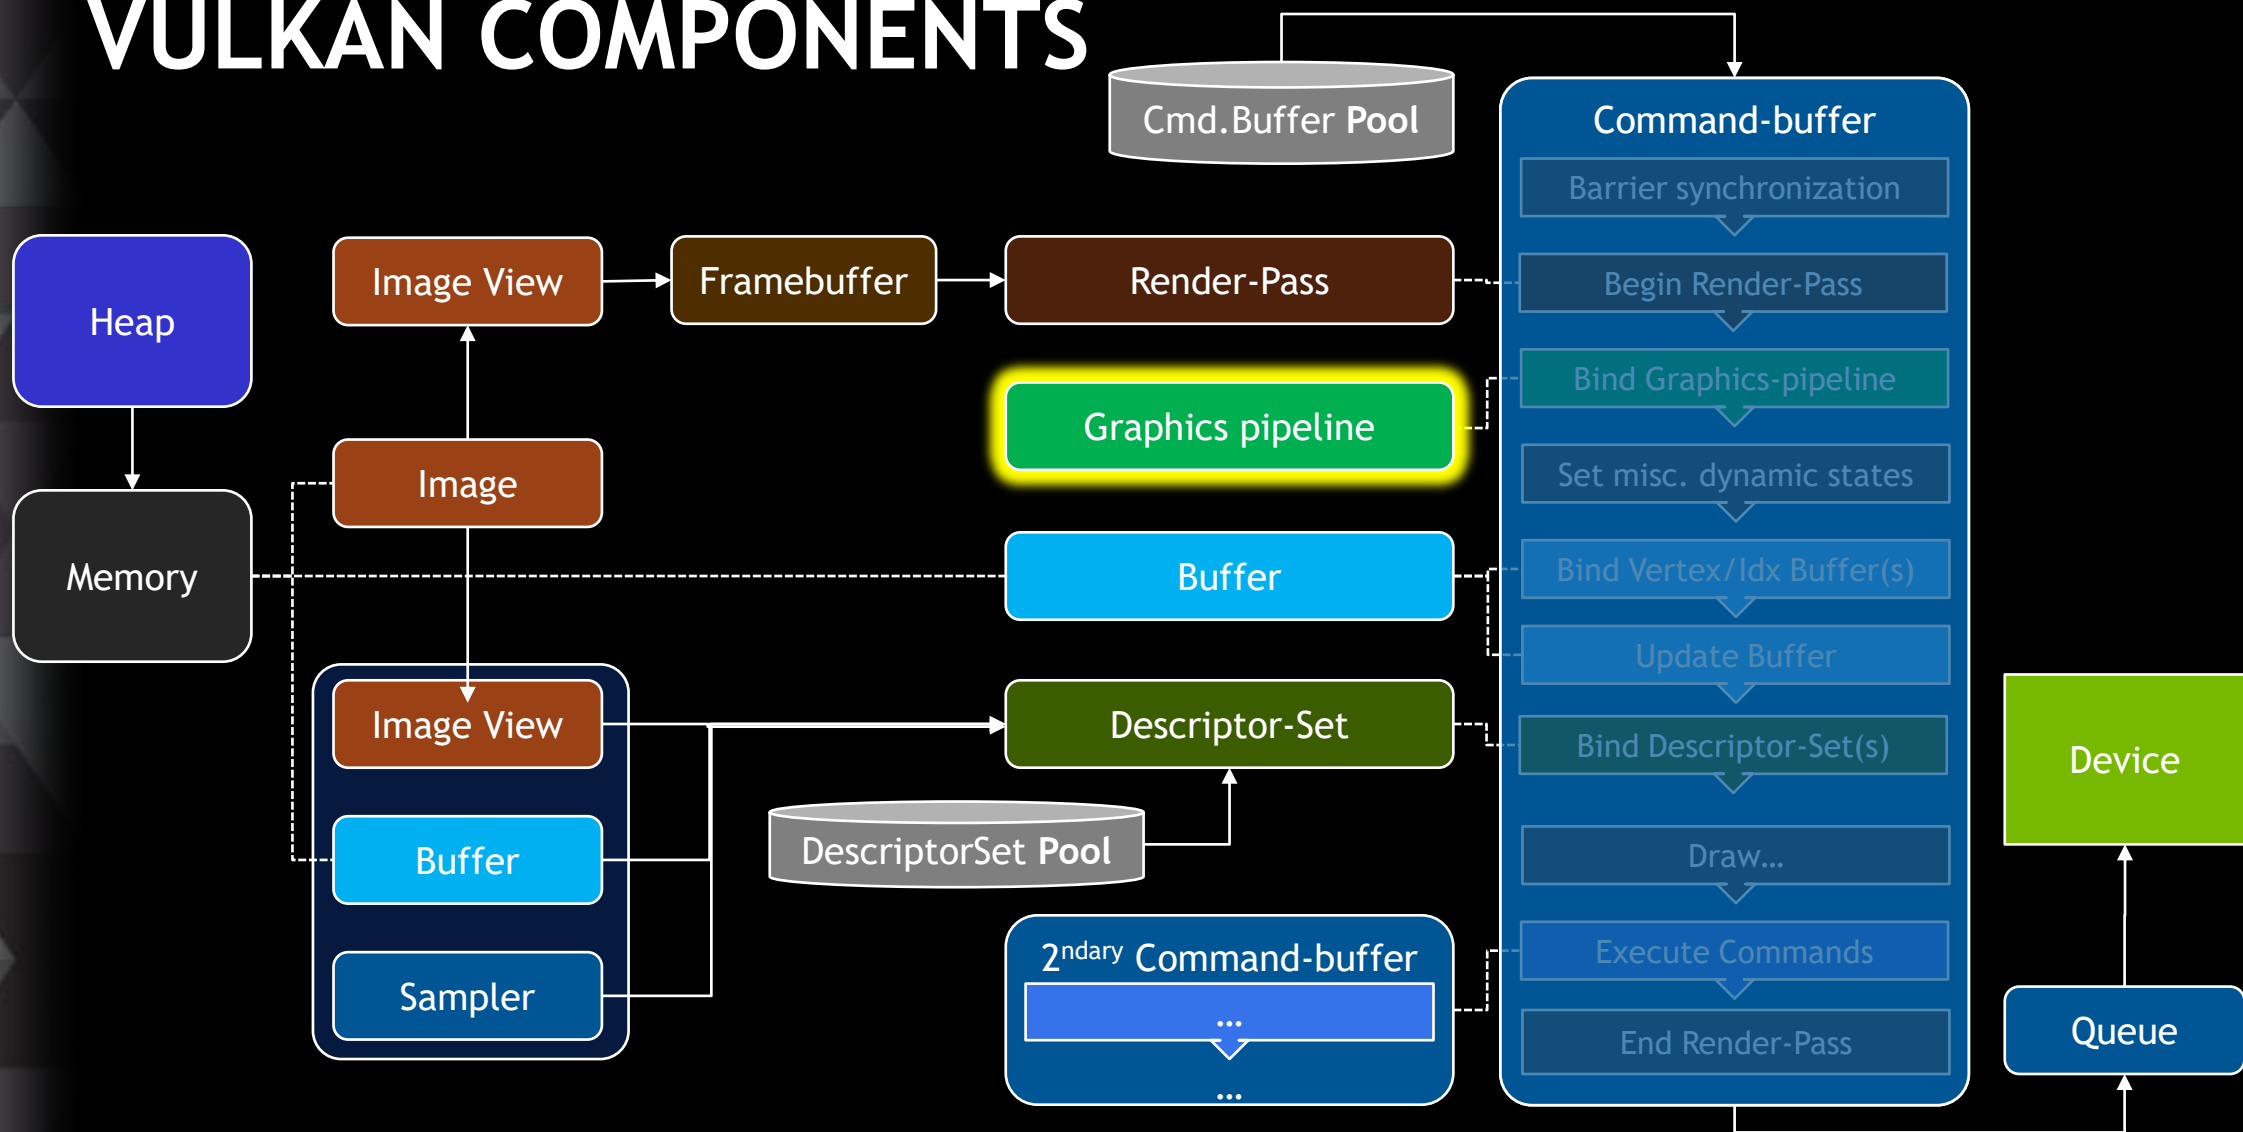 VULKAN COMPONENTS
Cmd.Buffer Pool
Command-buffer
Barrier synchronization
Heap
Image View
Framebuffer
Render-Pass
Begin Render-Pass
Graphics pipeline
Bind Graphics-pipeline
Image
Set misc. dynamic states
Memory
Buffer
Bind Vertex/Idx Buffer(s)
Update Buffer
Image View
Descriptor-Set
Bind Descriptor-Set(s)
Device
Buffer
DescriptorSet Pool
Draw…
Sampler
2ndary Command-buffer
…
…
Execute Commands
End Render-Pass
Queue